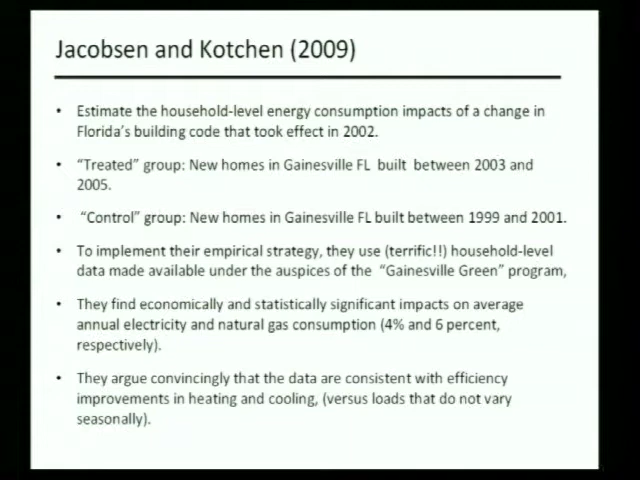 Jacobsen and Kotchen (2009)
• Estimate the household-level energy consumption impacts of a change in
Florida's building code that took effect in 2002.
• “Treated” group: New homes in Gainesville FL built between 2003 and
2005.
• “Control” group: New homes in Gainesville FL built between 1999 and 2001.
• To implement their empirical strategy, they use (terrific!!) household-level
data made available under the auspices of the “Gainesville Green” program,
• They find economically and statistically significant impacts on average
annual electricity and natural gas consumption (4% and 6 percent,
respectively).
• They argue convincingly that the data are consistent with efficiency
improvements in heating and cooling, (versus loads that do not vary
seasonally).